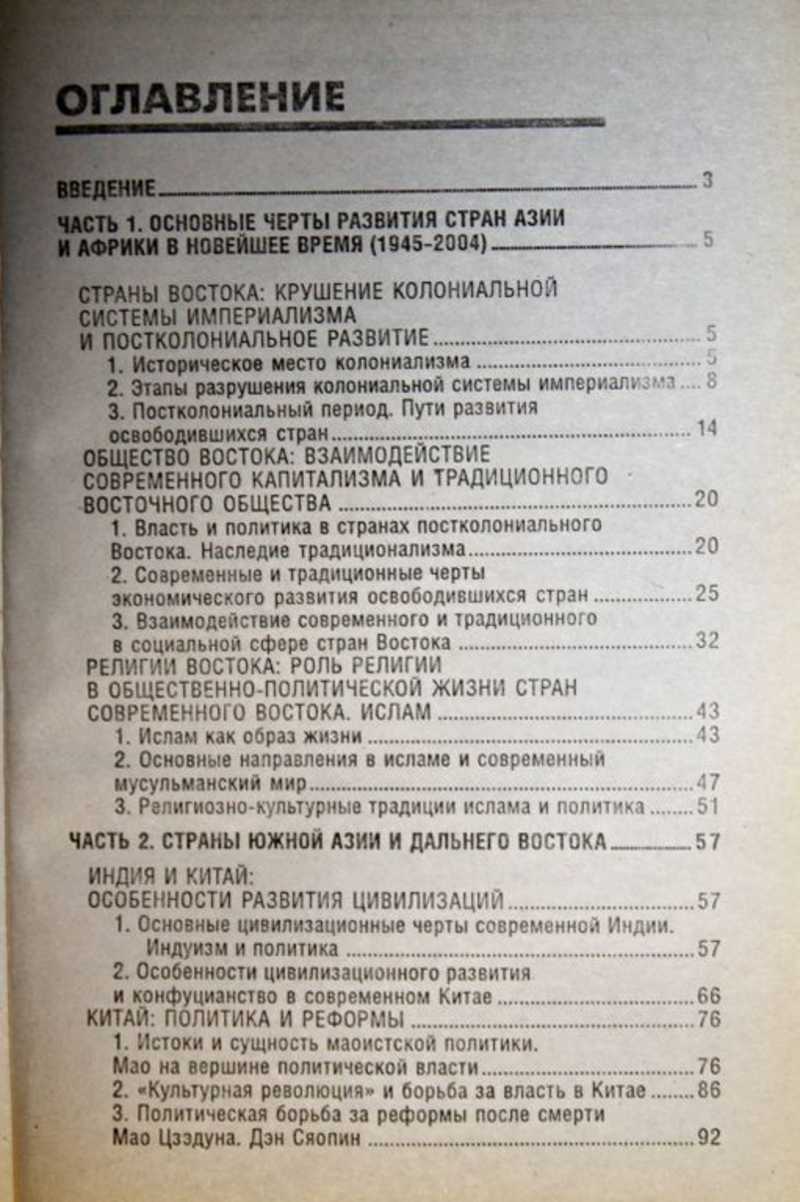 ОГЛАВЛЕНИЕ
ВВЕДЕНИЕ 3
ЧАСТЬ 1. ОСНОВНЫЕ ЧЕРТЫ РАЗВИТИЯ СТРАН АЗИИ
И АФРИКИ В НОВЕЙШЕЕ ВРЕМЯ (1945-2004) 5
СТРАНЫ ВОСТОКА: КРУШЕНИЕ КОЛОНИАЛЬНОЙ
СИСТЕМЫ ИМПЕРИАЛИЗМА
И ПОСТКОЛОНИАЛЬНОЕ РАЗВИТИЕ 5
1. Историческое место колониализма 5
2. Этапы разрушения колониальной системы империализма 8
3. Постколониальный период. Пути развития
освободившихся стран 14
ОБЩЕСТВО ВОСТОКА: ВЗАИМОДЕЙСТВИЕ
СОВРЕМЕННОГО КАПИТАЛИЗМА И ТРАДИЦИОННОГО
ВОСТОЧНОГО ОБЩЕСТВА 20
1. Власть и политика в странах постколониального
Востока. Наследие традиционализма 20
2. Современные и традиционные черты
экономического развития освободившихся стран 25
3. Взаимодействие современного и традиционного
в социальной сфере стран Востока 32
РЕЛИГИИ ВОСТОКА: РОЛЬ РЕЛИГИИ
В ОБЩЕСТВЕННО-ПОЛИТИЧЕСКОЙ ЖИЗНИ СТРАН
СОВРЕМЕННОГО ВОСТОКА. ИСЛАМ 43
1. Ислам как образ жизни 43
2. Основные направления в исламе и современный
мусульманский мир 47
3. Религиозно-культурные традиции ислама и политика 51
ЧАСТЬ 2. СТРАНЫ ЮЖНОЙ АЗИИ И ДАЛЬНЕГО ВОСТОКА 57
ИНДИЯ И КИТАЙ:
ОСОБЕННОСТИ РАЗВИТИЯ ЦИВИЛИЗАЦИЙ 57
1. Основные цивилизационные черты современной Индии.
Индуизм и политика 57
2. Особенности цивилизационного развития
и конфуцианство в современном Китае 66
КИТАЙ: ПОЛИТИКА И РЕФОРМЫ 76
1. Истоки и сущность маоистской политики.
Мао на вершине политической власти 76
2. «Культурная революция» и борьба за власть в Китае 86
3. Политическая борьба за реформы после смерти
Мао Цзэдуна. Дэн Сяопин 92